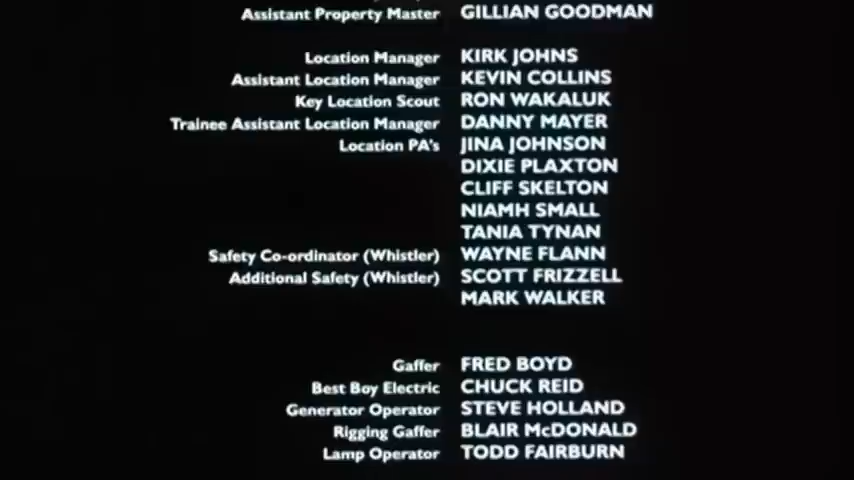 Assistant Property Master GILLIAN GOODMAN
Location Manager KIRK JOHNS
Assistant Location Manager KEVIN COLLINS
Key Location Scout RON WAKALUK
Trainee Assistant Location Manager DANNY MAYER
Location PA's JINA JOHNSON
DIXIE PLAXTON
CLIFF SKELTON
NIAMH SMALL
TANIA TYNAN
Safety Co-ordinator (Whistler) WAYNE FLANN
Additional Safety (Whistler) SCOTT FRIZZELL
MARK WALKER
Gaffer FRED BOYD
Best Boy Electric CHUCK REID
Generator Operator STEVE HOLLAND
Rigging Gaffer BLAIR McDONALD
Lamp Operator TODD FAIRBURN